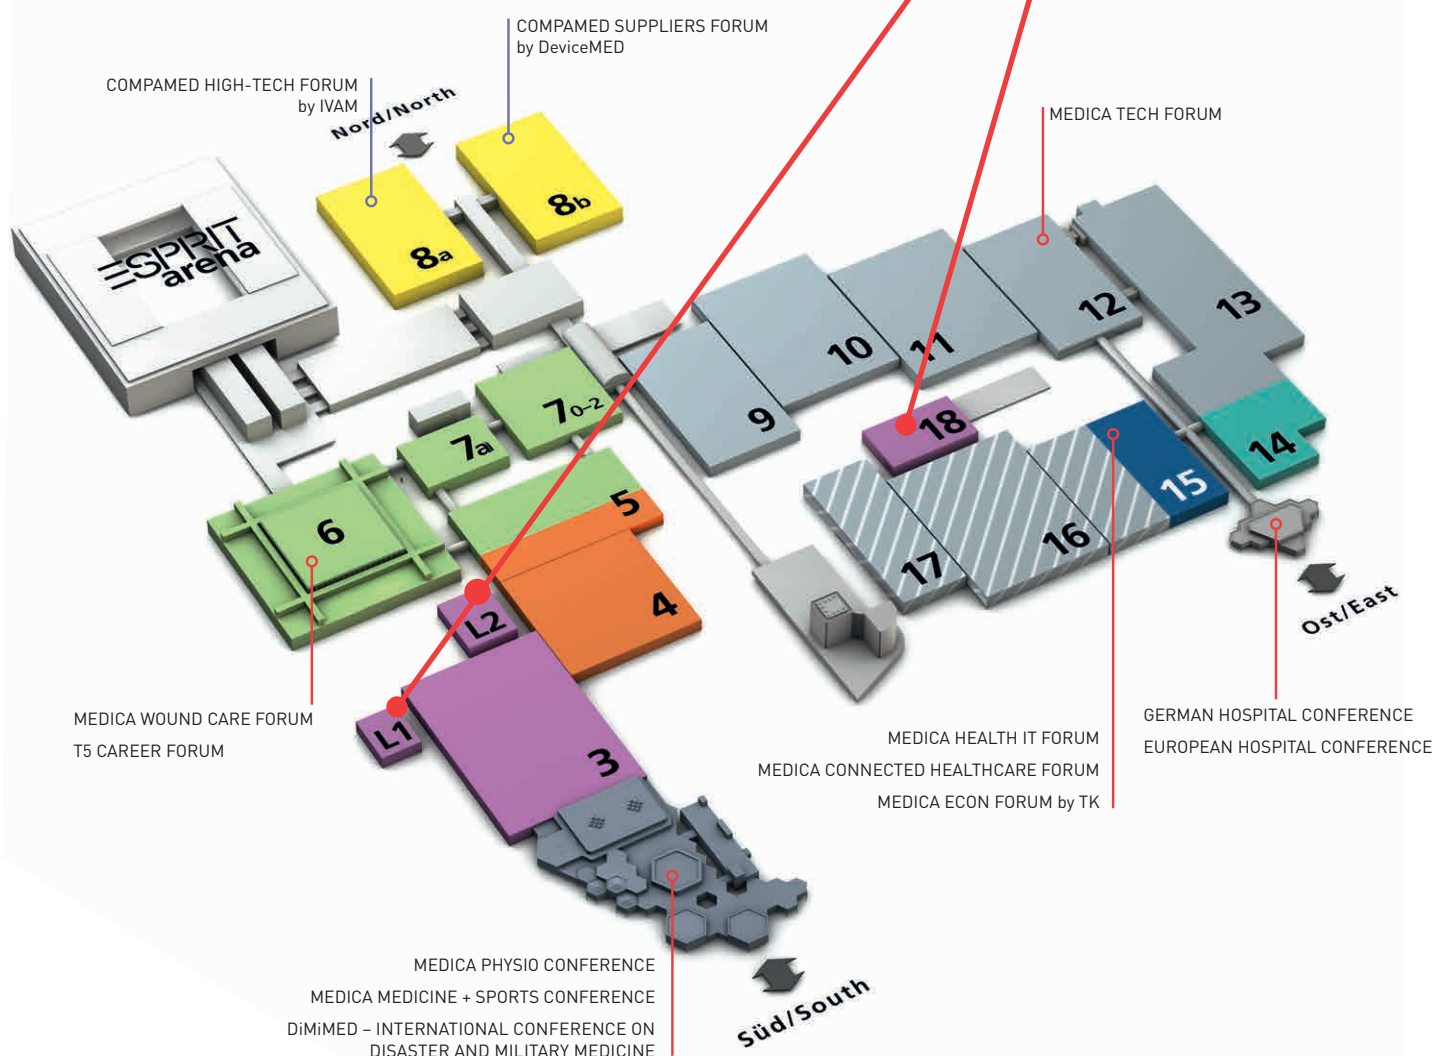 COMPAMED SUPPLIERS FORUM
by DeviceMED
COMPAMED HIGH-TECH FORUM
by IVAM
Nord/North
MEDICA TECH FORUM
8b
8a
ESPRIT
arena
13
12
11
10
9
7 0–2
7a
18
14
15
16
17
5
6
4
L2
L1
3
Ost/East
MEDICA WOUND CARE FORUM
T5 CAREER FORUM
GERMAN HOSPITAL CONFERENCE
EUROPEAN HOSPITAL CONFERENCE
MEDICA HEALTH IT FORUM
MEDICA CONNECTED HEALTHCARE FORUM
MEDICA ECON FORUM by TK
MEDICA PHYSIO CONFERENCE
MEDICA MEDICINE + SPORTS CONFERENCE
DiMiMED – INTERNATIONAL CONFERENCE ON
DISASTER AND MILITARY MEDICINE
Süd/South